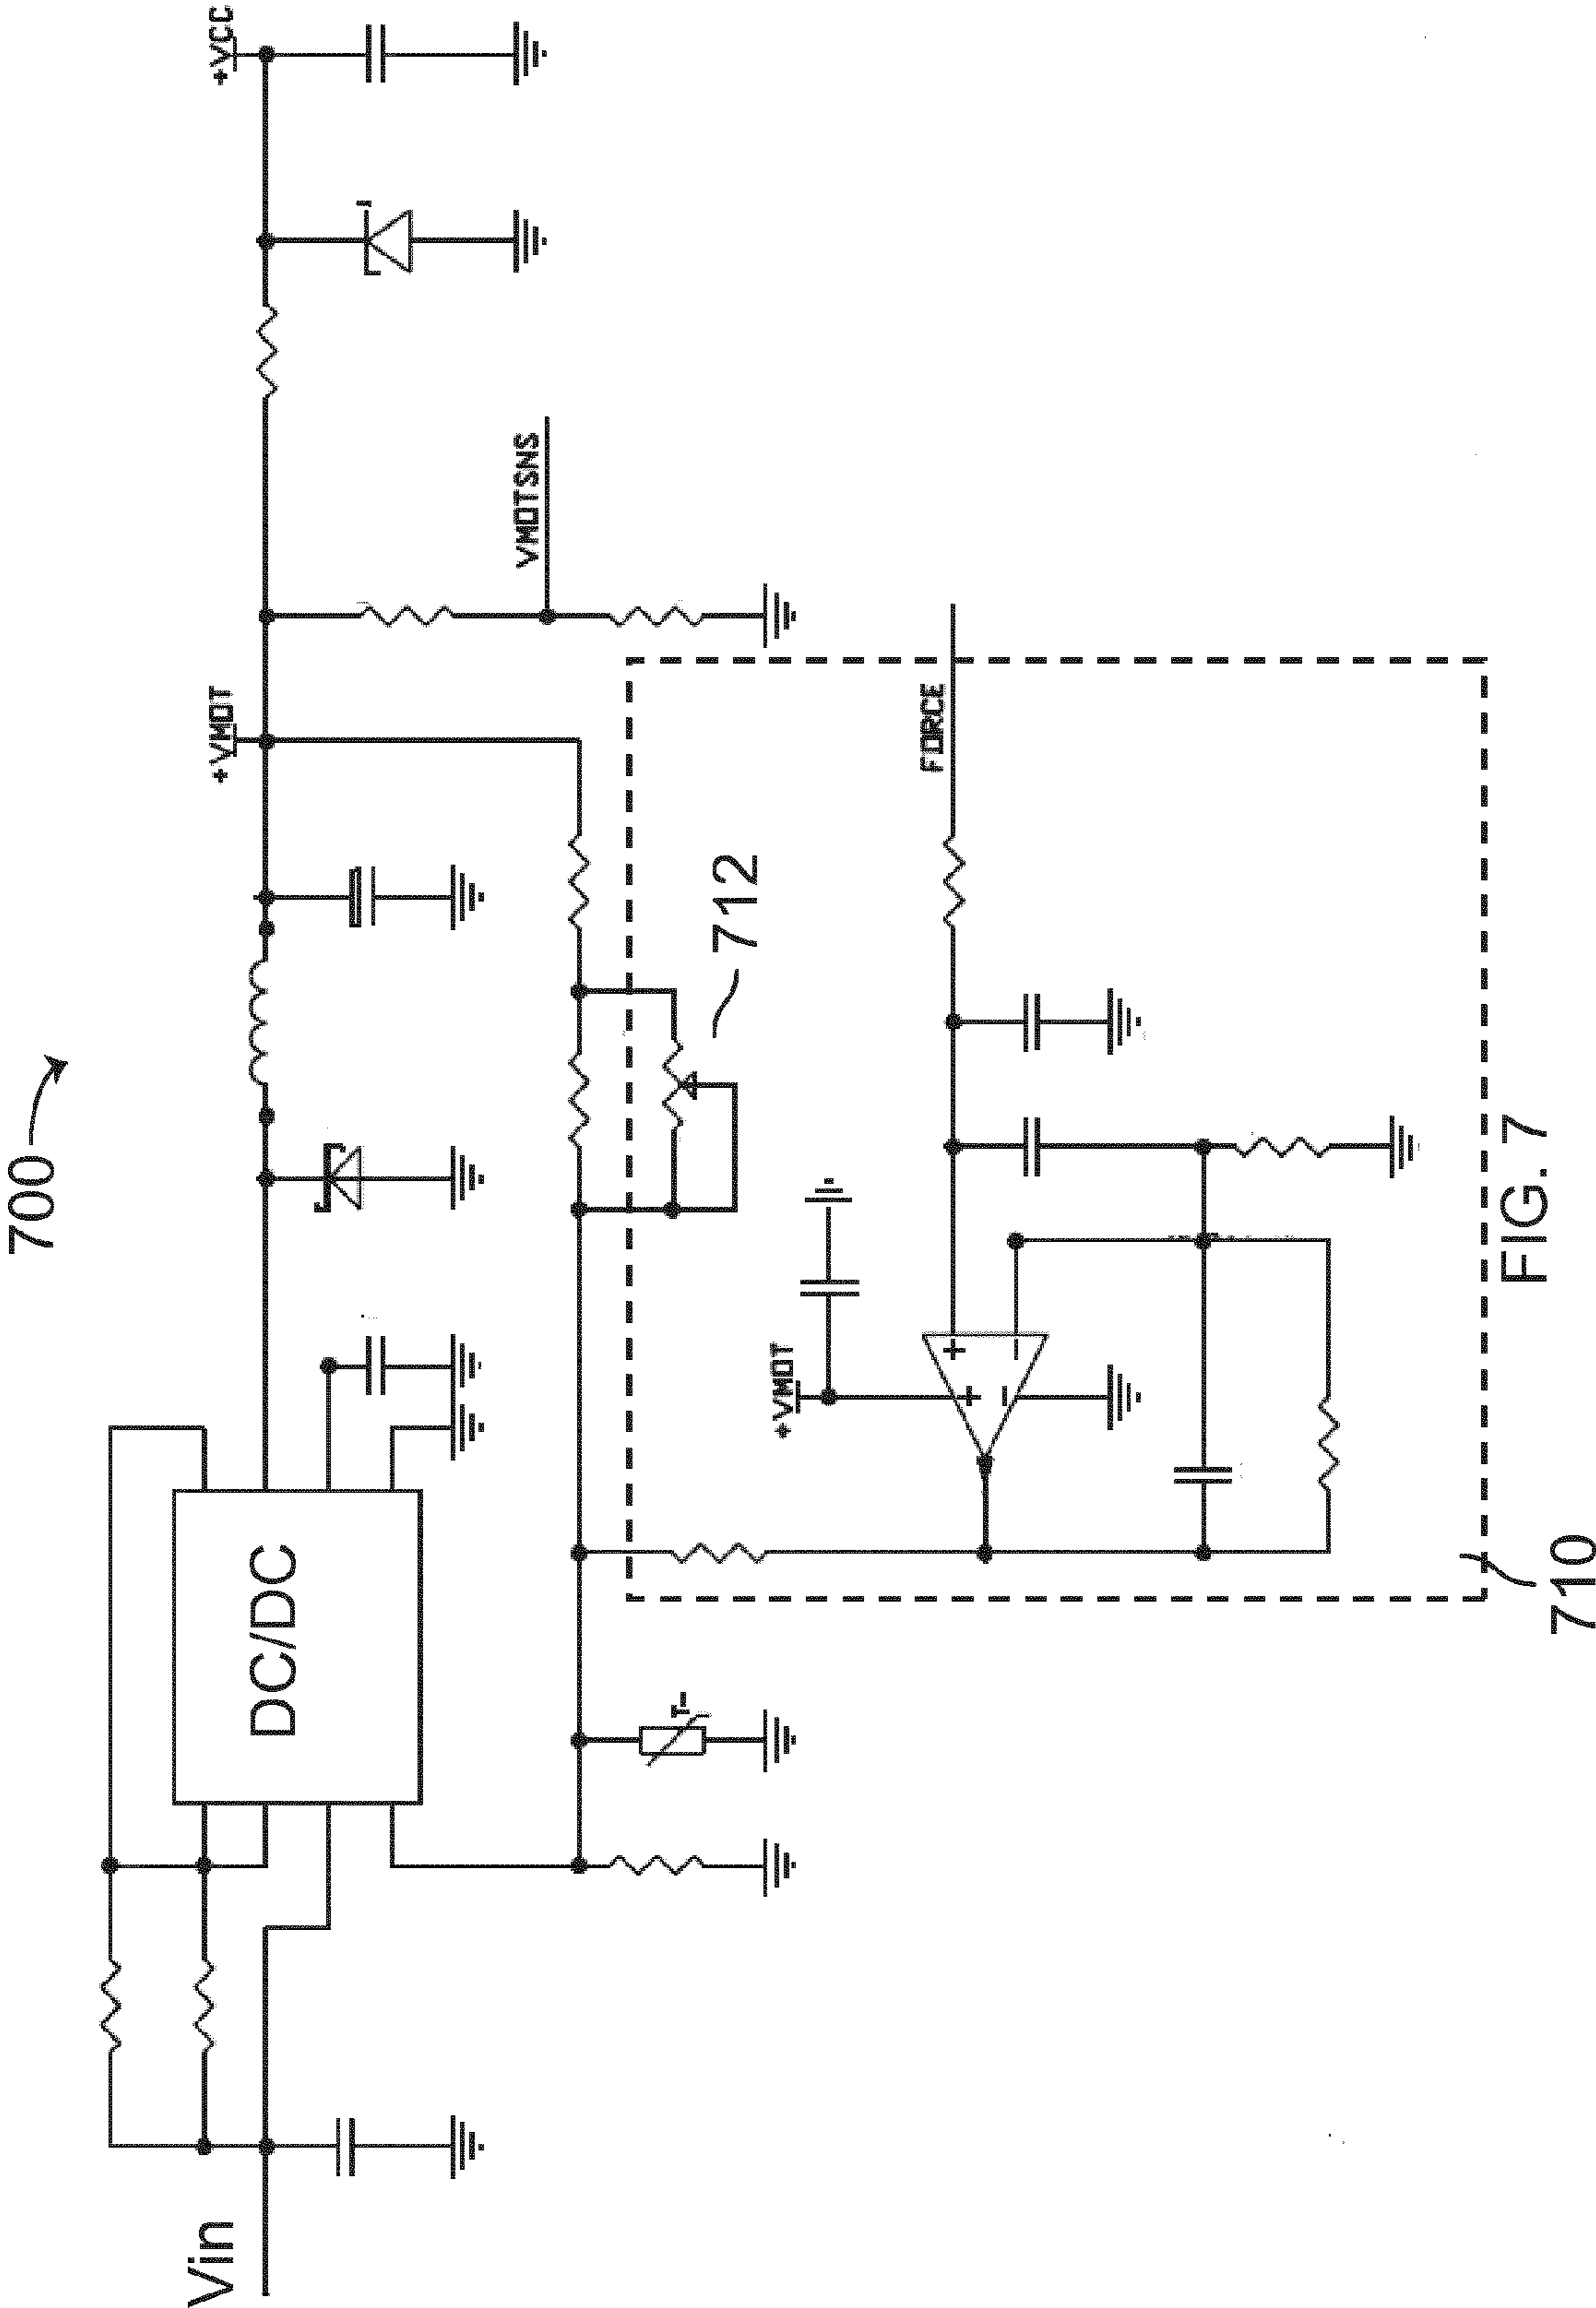 700
Vin
DC/DC
+VMOT
+VCC
VMOTSNS
T-
712
+VMOT
FORCE
+
-
+
-
710
FIG. 7